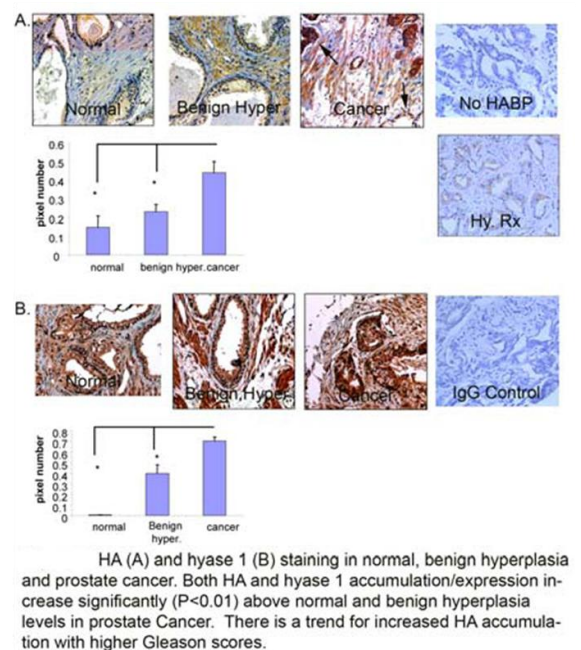 A.
Normal
Benign Hyper
Cancer
No HABP
Hy. Rx
pixel number
0.6
0.5
0.4
0.3
0.2
0.1
0
*
*
normal benign hyper.cancer
B.
Normal
Benign,Hyper
Cancer
IgG Control
pixel number
0.8
0.7
0.6
0.5
0.4
0.3
0.2
0.1
0
*
*
normal Benign hyper. cancer
HA (A) and hyase 1 (B) staining in normal, benign hyperplasia
and prostate cancer. Both HA and hyase 1 accumulation/expression in-
crease significantly (P<0.01) above normal and benign hyperplasia
levels in prostate Cancer.  There is a trend for increased HA accumula-
tion with higher Gleason scores.